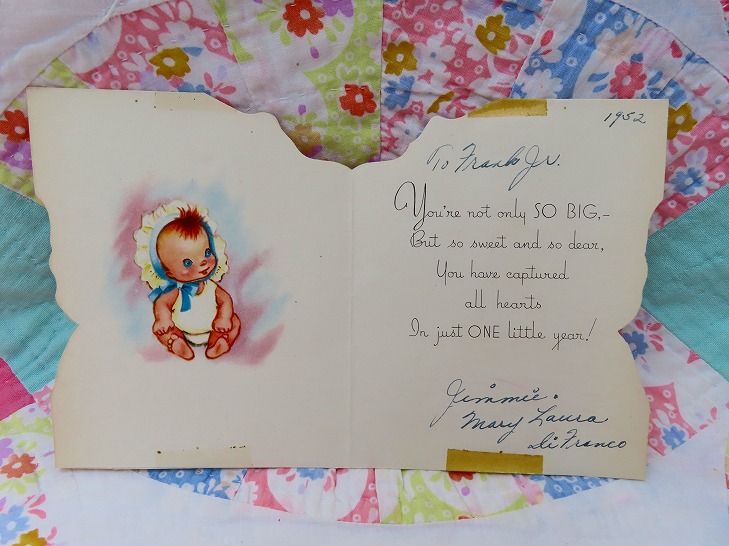 1952
To Frank Jr.
You're not only SO BIG,-
But so sweet and so dear,
You have captured
all hearts
In just ONE little year!
Jimmie.
Mary Laura
DiFranco